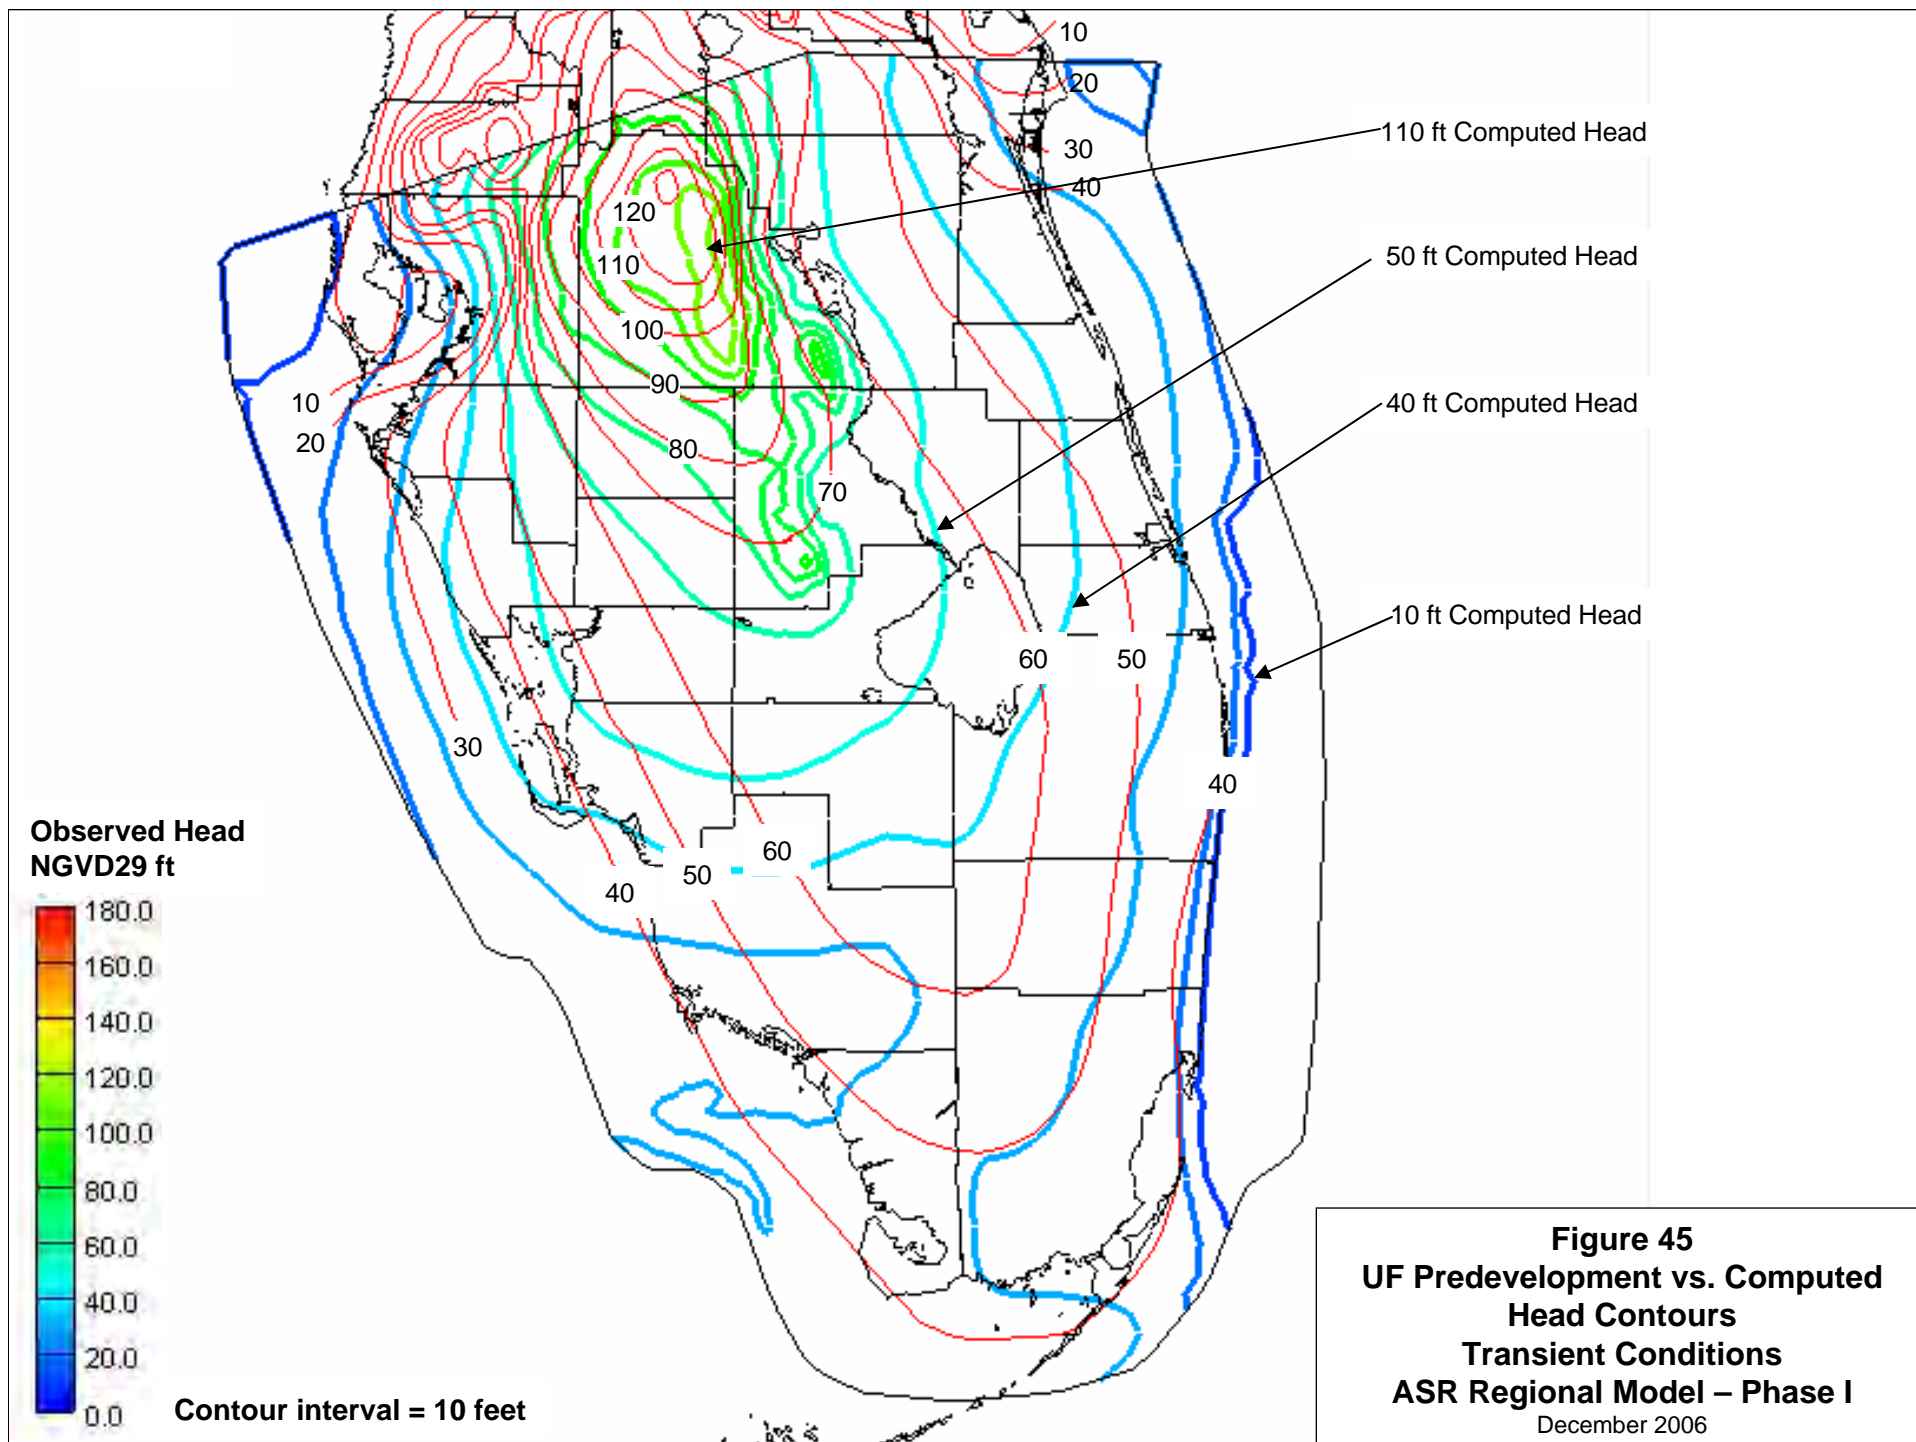 10
20
30
40
110 ft Computed Head
50 ft Computed Head
40 ft Computed Head
10 ft Computed Head
120
110
100
90
80
70
10
20
60
50
30
40
60
50
40
Observed Head
NGVD29 ft
180.0
160.0
140.0
120.0
100.0
80.0
60.0
40.0
20.0
0.0
Contour interval = 10 feet
Figure 45
UF Predevelopment vs. Computed
Head Contours
Transient Conditions
ASR Regional Model – Phase I
December 2006